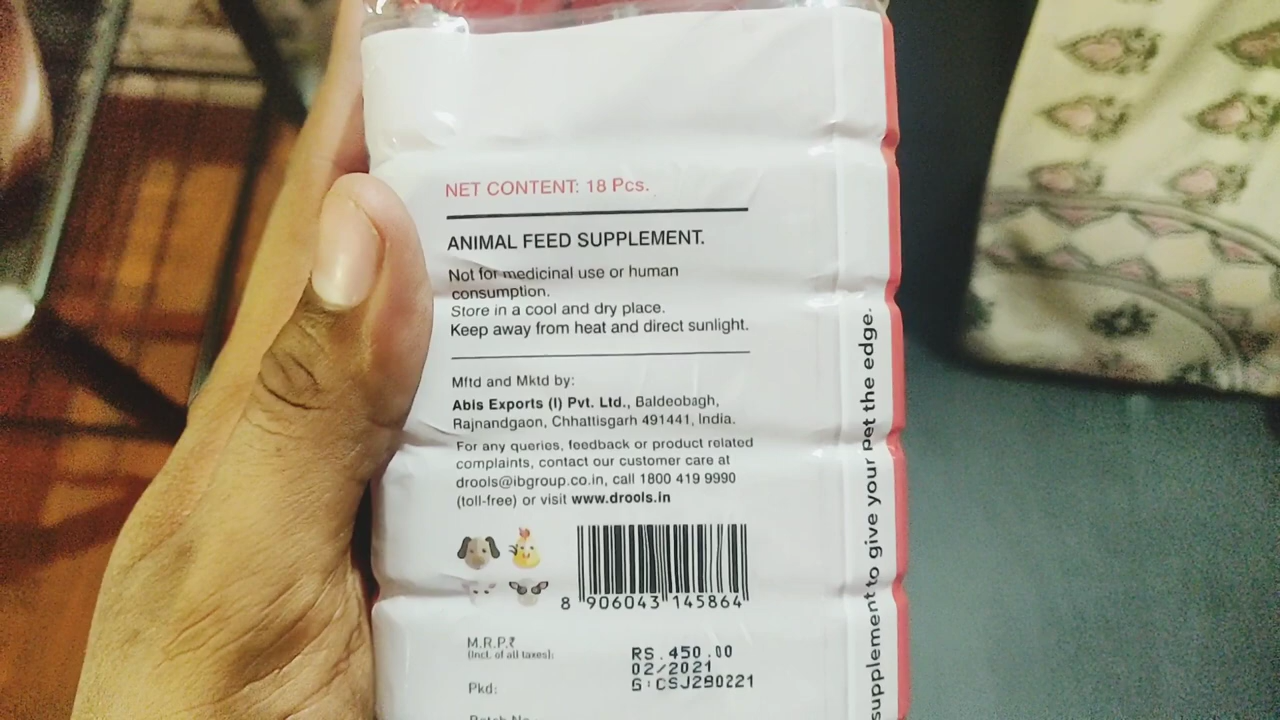 NET CONTENT: 18 Pcs.
ANIMAL FEED SUPPLEMENT.
Not for medicinal use or human
consumption.
Store in a cool and dry place.
Keep away from heat and direct sunlight.
Mftd and Mktd by:
Abis Exports (I) Pvt. Ltd., Baldeobagh,
Rajnandgaon, Chhattisgarh 491441, India.
For any queries, feedback or product related
complaints, contact our customer care at
drools@ibgroup.co.in, call 1800 419 9990
(toll-free) or visit www.drools.in
8 906043 145864
M.R.P.₹ RS.450.00
(Incl. of all taxes):
02/2021
Pkd: G:CSJ280221
Batch No
supplement to give your pet the edge.